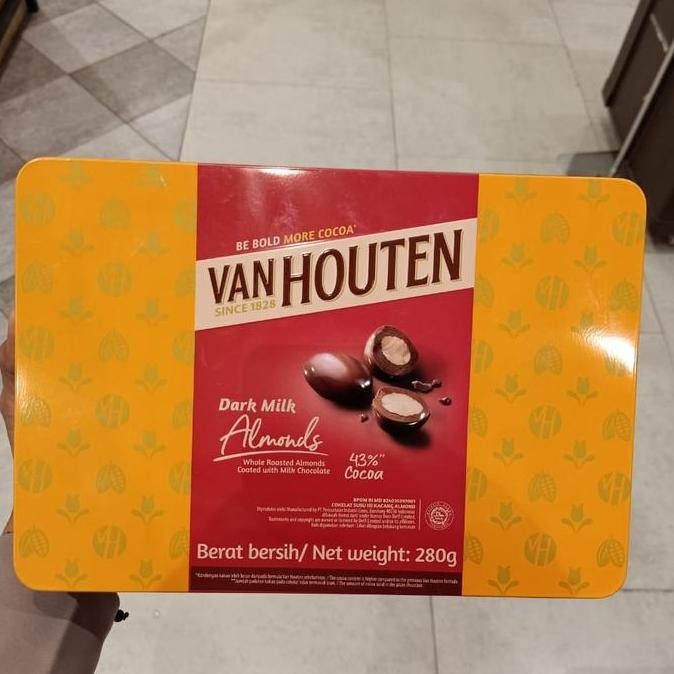 BE BOLD MORE COCOA*
VAN HOUTEN
SINCE 1828
Dark Milk
Almonds
Whole Roasted Almonds
Coated with Milk Chocolate
43%**
Cocoa
COKELAT SUSU ISI KACANG ALMOND
Berat bersih/ Net weight: 280g